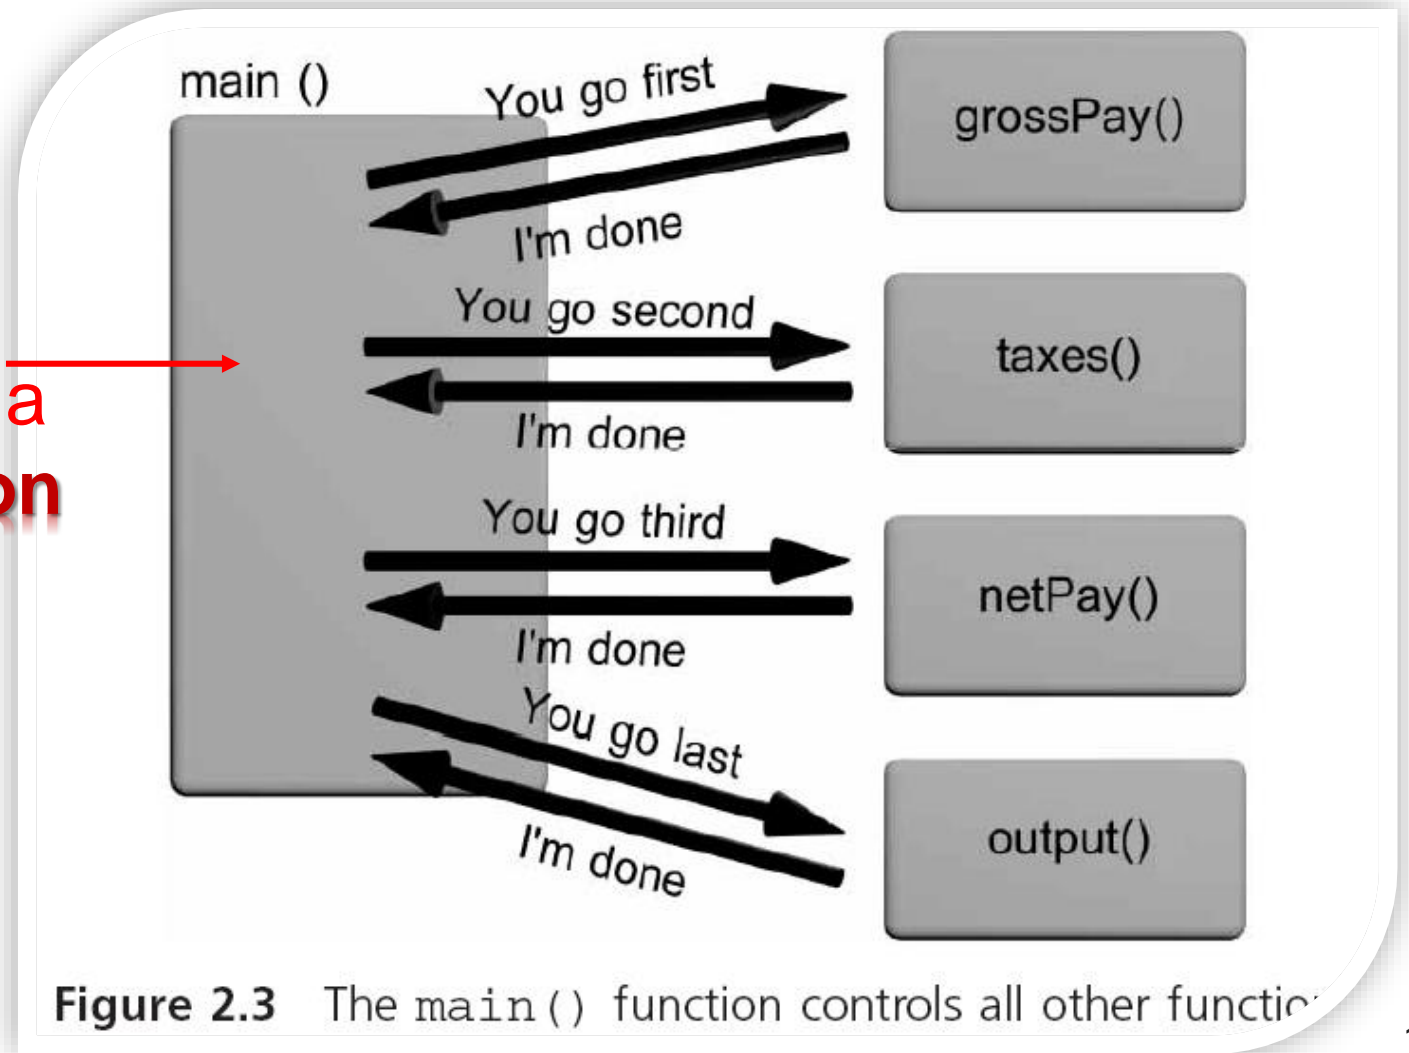 main ()
You go first
grossPay()
I'm done
You go second
taxes()
a
I'm done
on
You go third
netPay()
I'm done
You go last
output()
I'm done
Figure 2.3 The main() function controls all other